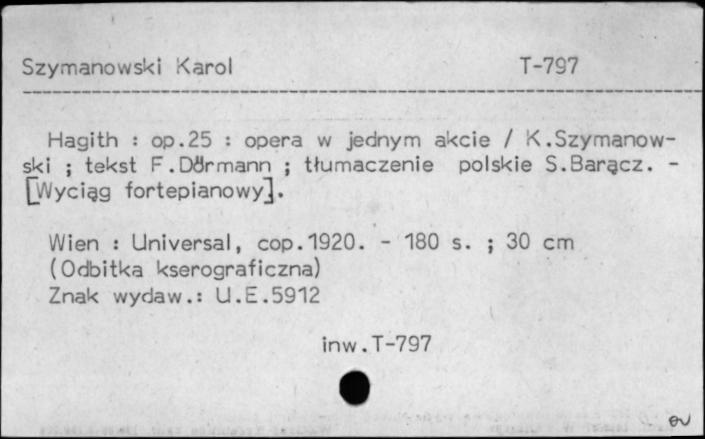 Szymanowski Karol T-797
Hagith : op.25 : opera w jednym akcie / K.Szymanow-
ski ; tekst F.Dörmann ; tłumaczenie polskie S.Barącz. -
[Wyciąg fortepianowy].
Wien : Universal, cop.1920. - 180 s. ; 30 cm
(Odbitka kserograficzna)
Znak wydaw.: U.E.5912
inw.T-797